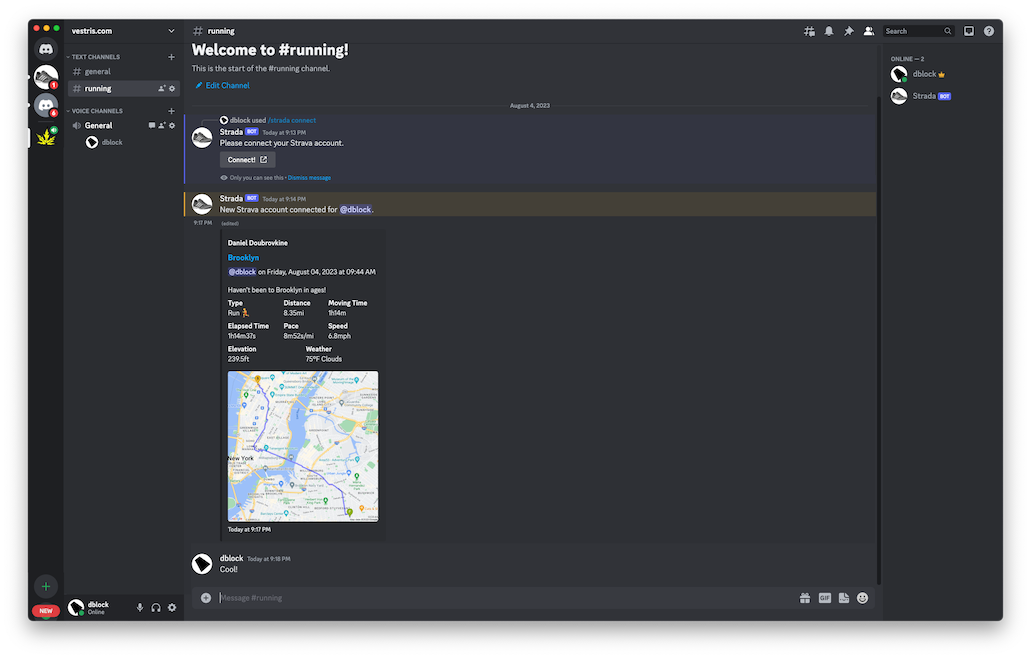 vestris.com
# running
Search
TEXT CHANNELS
general
running
VOICE CHANNELS
General
dblock
1
6
Welcome to #running!
This is the start of the #running channel.
Edit Channel
August 4, 2023
dblock used /strada connect
Strada BOT Today at 9:13 PM
Please connect your Strava account.
Connect!
Only you can see this • Dismiss message
Strada BOT Today at 9:14 PM
New Strava account connected for @dblock.
9:17 PM (edited)
Daniel Doubrovkine
Brooklyn
@dblock on Friday, August 04, 2023 at 09:44 AM
Haven't been to Brooklyn in ages!
Type Distance Moving Time
Run 8.35mi 1h14m
Elapsed Time Pace Speed
1h14m37s 8m52s/mi 6.8mph
Elevation Weather
239.5ft 75°F Clouds
New York
Today at 9:17 PM
dblock Today at 9:18 PM
Cool!
Message #running
GIF
ONLINE — 2
dblock
Strada BOT
NEW
dblock
Online